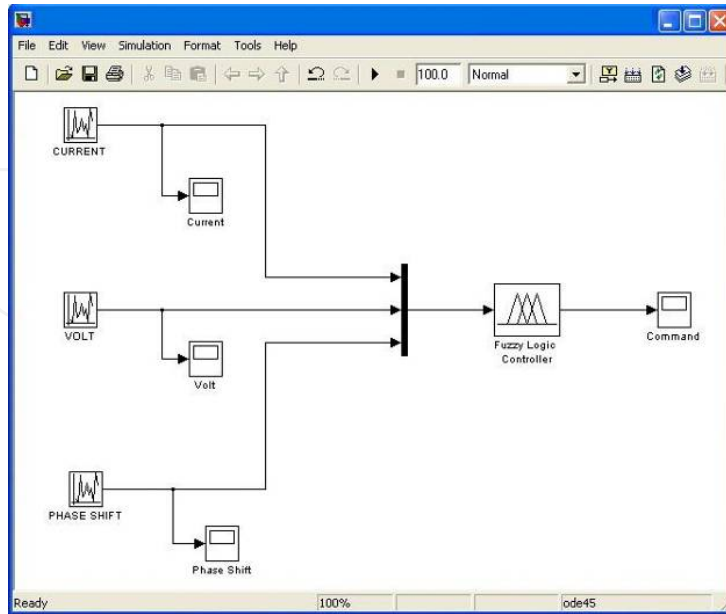 File Edit View Simulation Format Tools Help
100.0 Normal
CURRENT
Current
VOLT
Volt
Fuzzy Logic
Controller
Command
PHASE SHIFT
Phase Shift
Ready 100% ode45